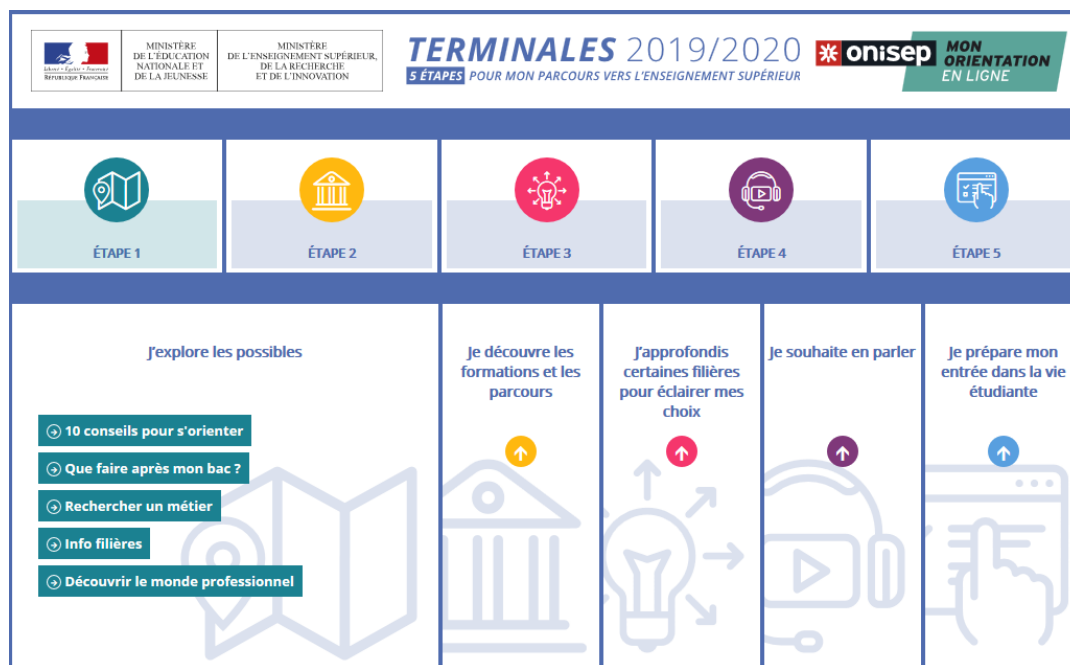 Liberté • Égalité • Fraternité
RÉPUBLIQUE FRANÇAISE
MINISTÈRE
DE L'ÉDUCATION
NATIONALE ET
DE LA JEUNESSE
MINISTÈRE
DE L'ENSEIGNEMENT SUPÉRIEUR,
DE LA RECHERCHE
ET DE L'INNOVATION
TERMINALES 2019/2020
5 ÉTAPES POUR MON PARCOURS VERS L'ENSEIGNEMENT SUPÉRIEUR
onisep
MON
ORIENTATION
EN LIGNE
ÉTAPE 1
ÉTAPE 2
ÉTAPE 3
ÉTAPE 4
ÉTAPE 5
J'explore les possibles
10 conseils pour s'orienter
Que faire après mon bac ?
Rechercher un métier
Info filières
Découvrir le monde professionnel
Je découvre les
formations et les
parcours
J'approfondis
certaines filières
pour éclairer mes
choix
Je souhaite en parler
Je prépare mon
entrée dans la vie
étudiante